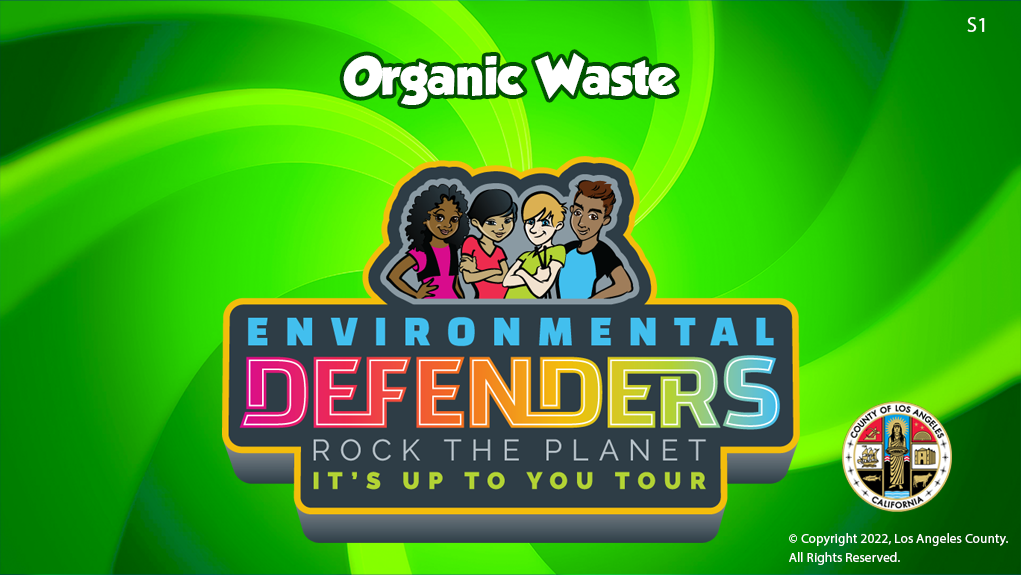 S1
Organic Waste
ENVIRONMENTAL
DEFENDERS
ROCK THE PLANET
IT'S UP TO YOU TOUR
COUNTY OF LOS ANGELES
CALIFORNIA
© Copyright 2022, Los Angeles County.
All Rights Reserved.